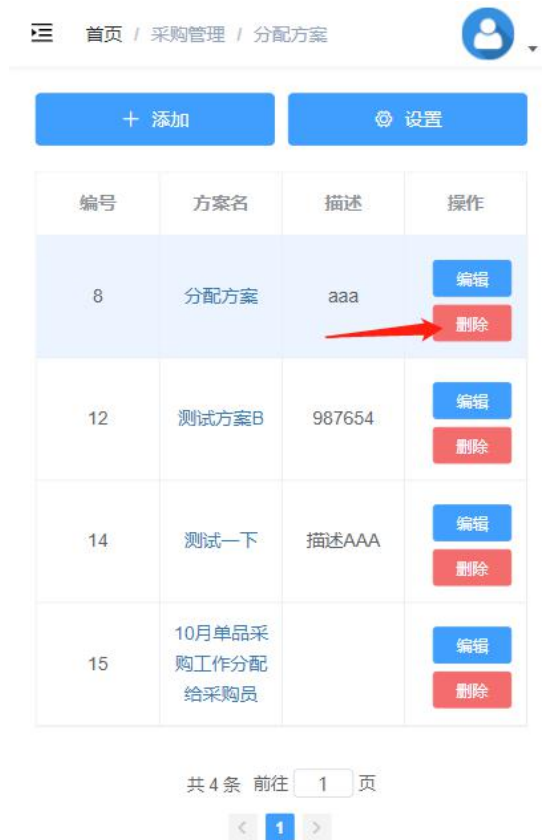 首页 / 采购管理 / 分配方案
+ 添加
设置
编号 方案名 描述 操作
8 分配方案 aaa 编辑
删除
12 测试方案B 987654 编辑
删除
14 测试一下 描述AAA 编辑
删除
15 10月单品采购工作分配给采购员 编辑
删除
共 4 条 前往 1 页
< 1 >